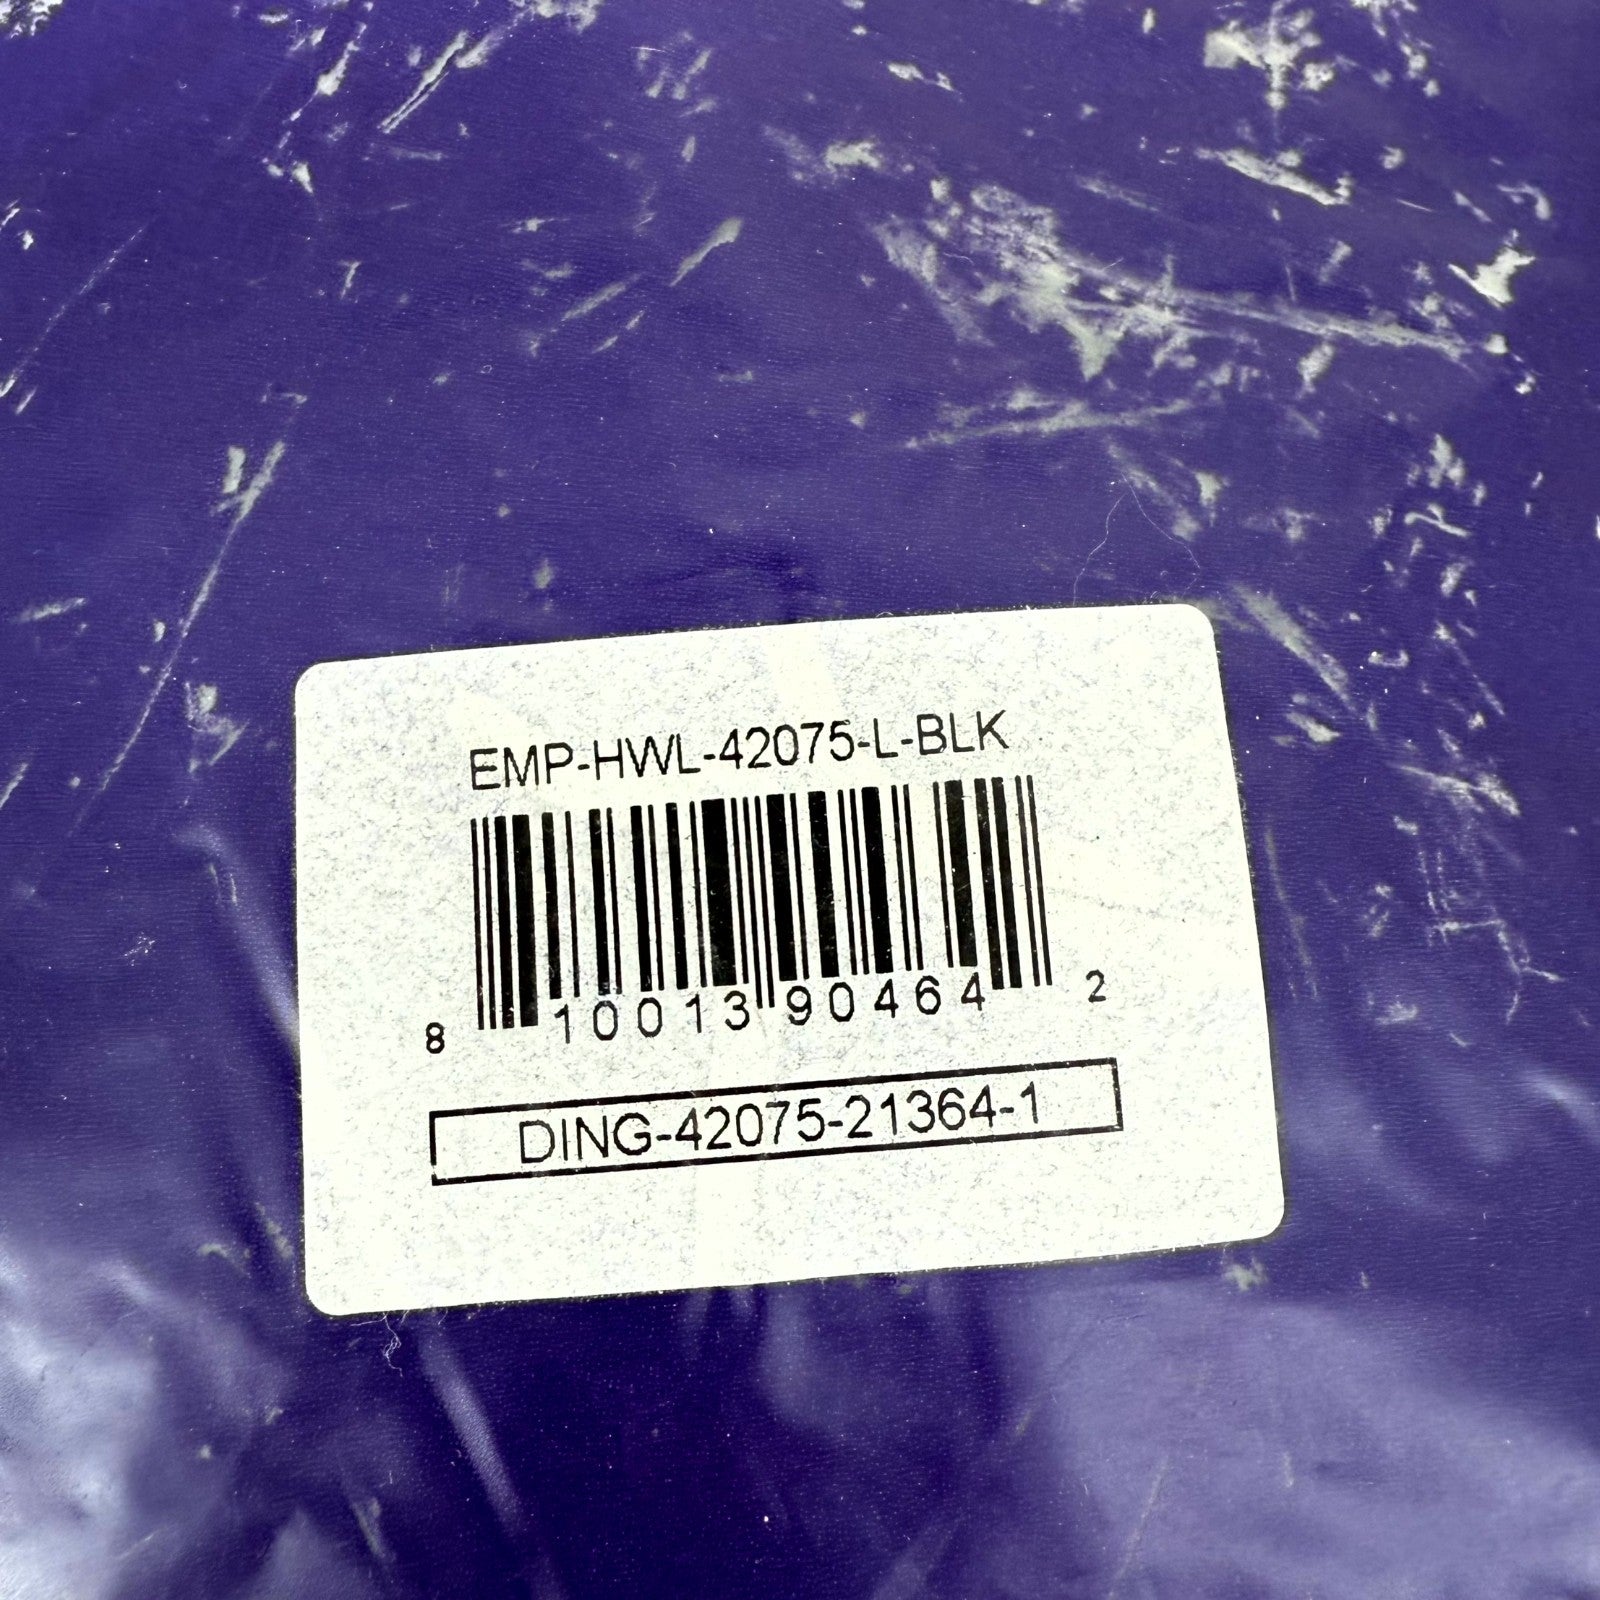 EMP-HWL-42075-L-BLK
8 10013 90464 2
DING-42075-21364-1